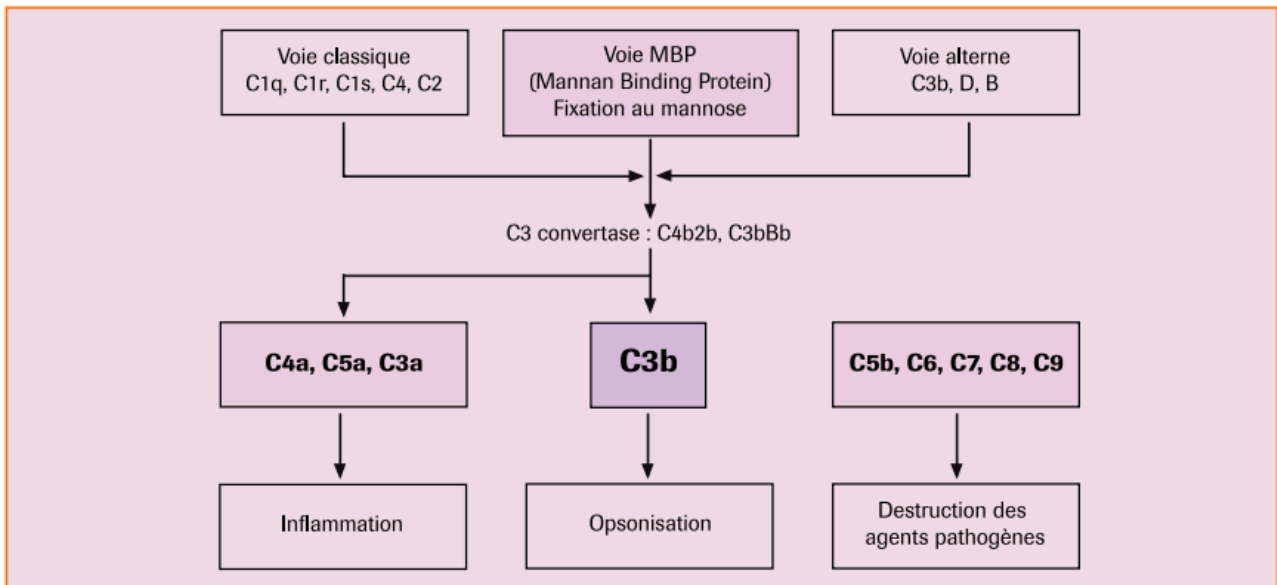 Voie classique
C1q, C1r, C1s, C4, C2
Voie MBP
(Mannan Binding Protein)
Fixation au mannose
Voie alterne
C3b, D, B
C3 convertase : C4b2b, C3bBb
C4a, C5a, C3a
C3b
C5b, C6, C7, C8, C9
Inflammation
Opsonisation
Destruction des
agents pathogènes